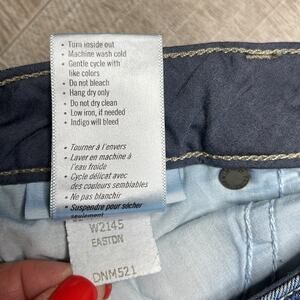 • Turn inside out
• Machine wash cold
• Gentle cycle with
like colors
• Do not bleach
• Hang dry only
• Do not dry clean
• Low iron, if needed
• Indigo will bleed
• Tourner à l'envers
• Laver en machine à
l'eau froide
• Cycle délicat avec
des couleurs semblables
• Ne pas blanchir
• Suspendre pour sécher
seulement
W2145
EASTON
DNM521